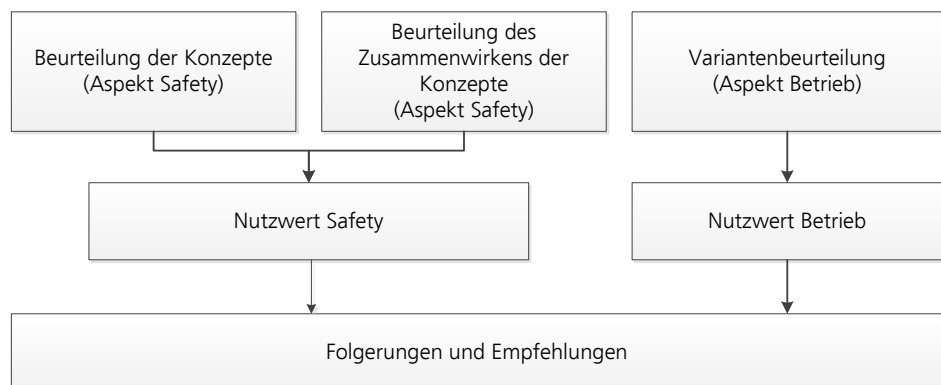 Beurteilung der Konzepte
(Aspekt Safety)
Beurteilung des
Zusammenwirkens der
Konzepte
(Aspekt Safety)
Variantenbeurteilung
(Aspekt Betrieb)
Nutzwert Safety
Nutzwert Betrieb
Folgerungen und Empfehlungen